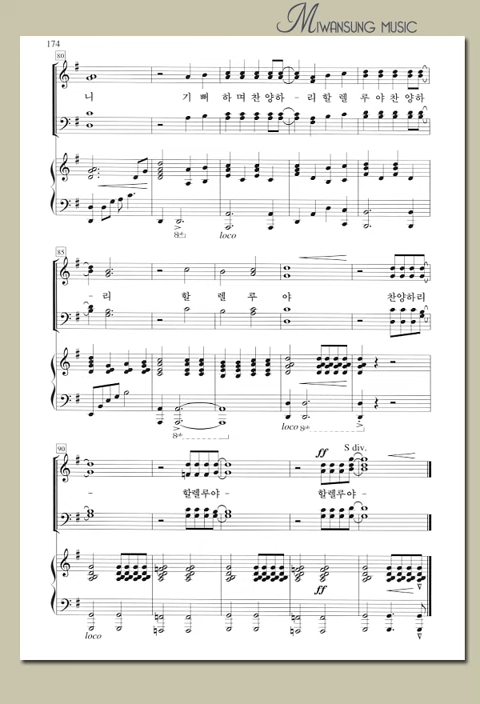 MIWANSUNG MUSIC
174
80
니 기뻐 하며찬양하-리할렐 루야찬양하
8va
loco
85
-리 할 렐 루 야 찬양하리
8va
loco 8va
90
ff S div.
- 할렐루야- 할렐루야-
ff
loco